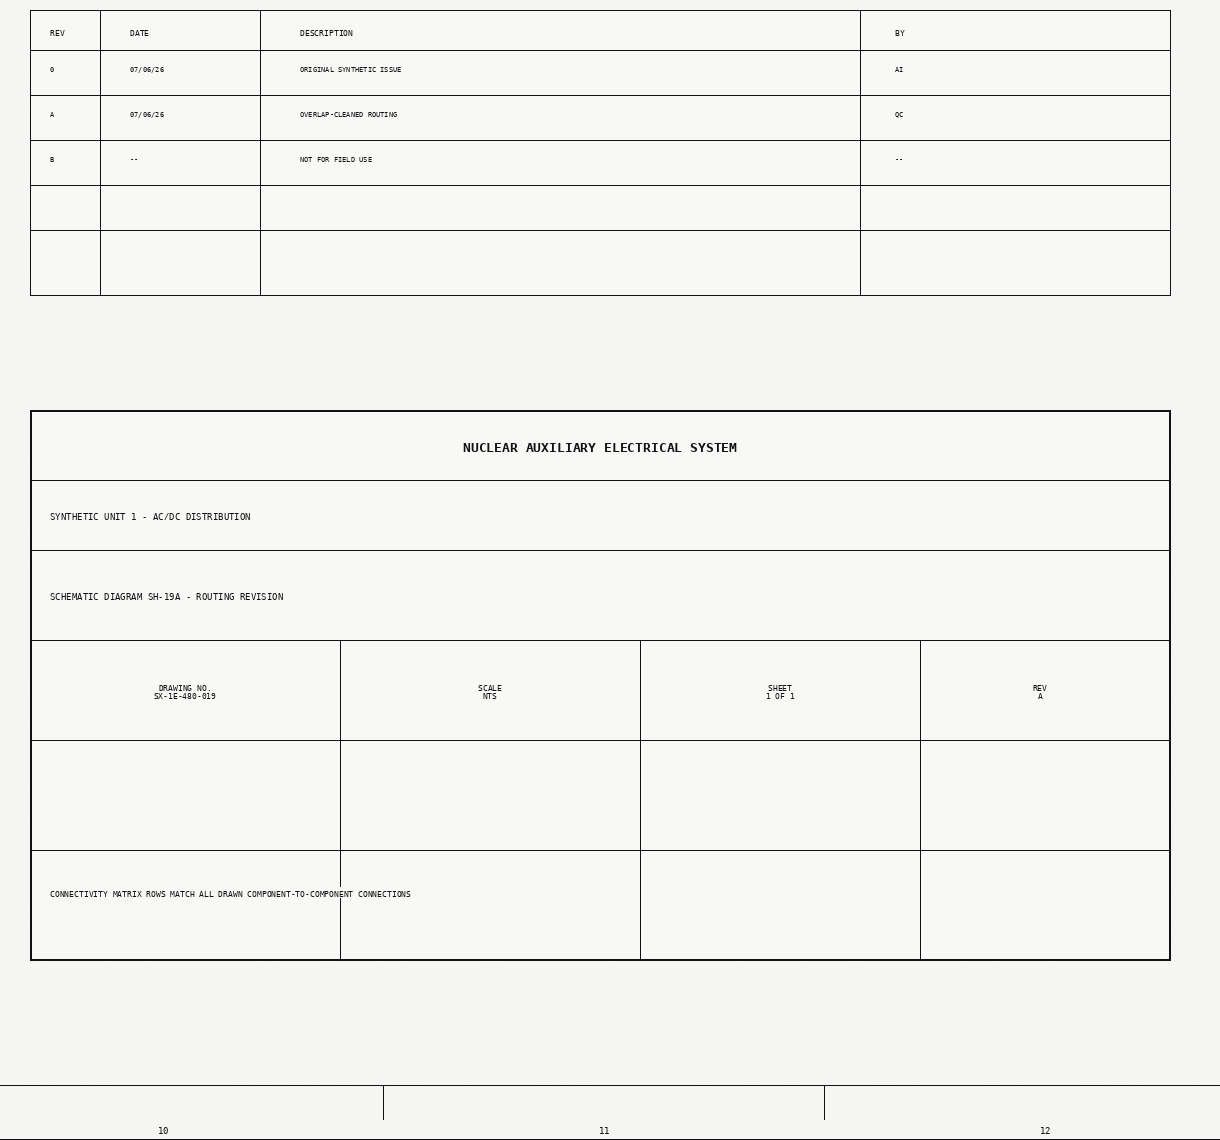 REV DATE DESCRIPTION BY
0 07/06/26 ORIGINAL SYNTHETIC ISSUE AI
A 07/06/26 OVERLAP-CLEANED ROUTING QC
B -- NOT FOR FIELD USE --
NUCLEAR AUXILIARY ELECTRICAL SYSTEM
SYNTHETIC UNIT 1 - AC/DC DISTRIBUTION
SCHEMATIC DIAGRAM SH-19A - ROUTING REVISION
DRAWING NO. SCALE SHEET REV
SX-1E-480-019 NTS 1 OF 1 A
CONNECTIVITY MATRIX ROWS MATCH ALL DRAWN COMPONENT-TO-COMPONENT CONNECTIONS
10 11 12